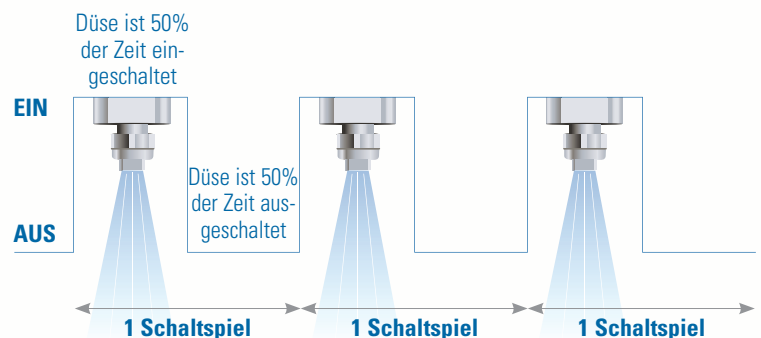 Düse ist 50%
der Zeit ein-
geschaltet
EIN
Düse ist 50%
der Zeit aus-
geschaltet
AUS
1 Schaltspiel
1 Schaltspiel
1 Schaltspiel